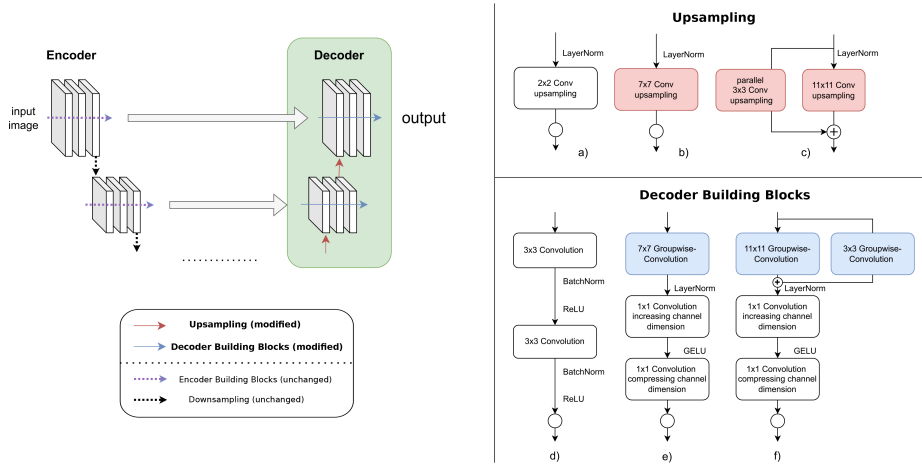 Encoder
Decoder
input
image
output
Upsampling (modified)
Decoder Building Blocks (modified)
Encoder Building Blocks (unchanged)
Downsampling (unchanged)
Upsampling
LayerNorm
LayerNorm
LayerNorm
2x2 Conv
upsampling
7x7 Conv
upsampling
parallel
3x3 Conv
upsampling
11x11 Conv
upsampling
+
a)
b)
c)
Decoder Building Blocks
3x3 Convolution
BatchNorm
ReLU
3x3 Convolution
BatchNorm
ReLU
d)
7x7 Groupwise-
Convolution
LayerNorm
1x1 Convolution
increasing channel
dimension
GELU
1x1 Convolution
compressing channel
dimension
e)
11x11 Groupwise-
Convolution
3x3 Groupwise-
Convolution
+
LayerNorm
1x1 Convolution
increasing channel
dimension
GELU
1x1 Convolution
compressing channel
dimension
f)